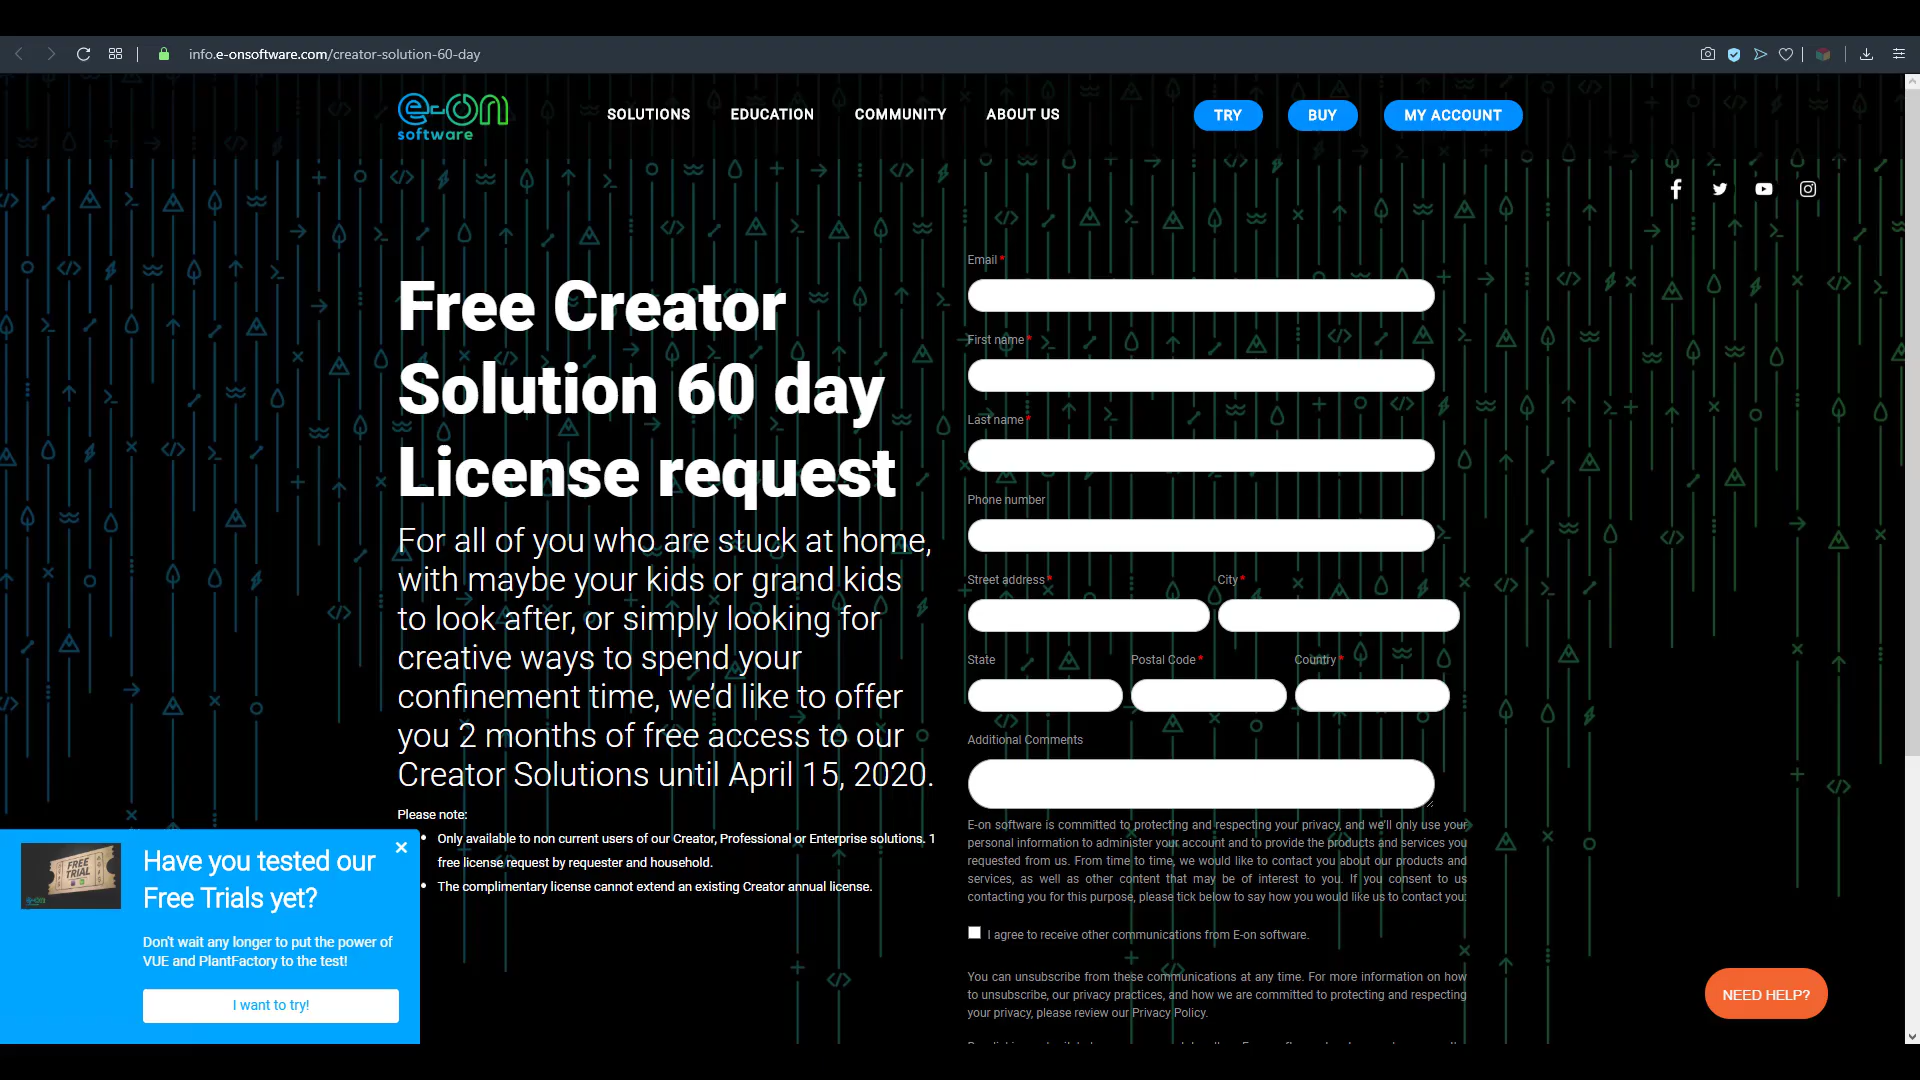 info.e-onsoftware.com/creator-solution-60-day
e-on
software
SOLUTIONS
EDUCATION
COMMUNITY
ABOUT US
TRY
BUY
MY ACCOUNT
Free Creator
Solution 60 day
License request
For all of you who are stuck at home,
with maybe your kids or grand kids
to look after, or simply looking for
creative ways to spend your
confinement time, we’d like to offer
you 2 months of free access to our
Creator Solutions until April 15, 2020.
Please note:
Only available to non current users of our Creator, Professional or Enterprise solutions. 1
free license request by requester and household.
The complimentary license cannot extend an existing Creator annual license.
Email*
First name*
Last name*
Phone number
Street address*
City*
State
Postal Code*
Country*
Additional Comments
E-on software is committed to protecting and respecting your privacy, and we’ll only use your
personal information to administer your account and to provide the products and services you
requested from us. From time to time, we would like to contact you about our products and
services, as well as other content that may be of interest to you. If you consent to us
contacting you for this purpose, please tick below to say how you would like us to contact you:
I agree to receive other communications from E-on software.
You can unsubscribe from these communications at any time. For more information on how
to unsubscribe, our privacy practices, and how we are committed to protecting and respecting
your privacy, please review our Privacy Policy.
FREE
TRIAL
Have you tested our
Free Trials yet?
Don't wait any longer to put the power of
VUE and PlantFactory to the test!
I want to try!
NEED HELP?